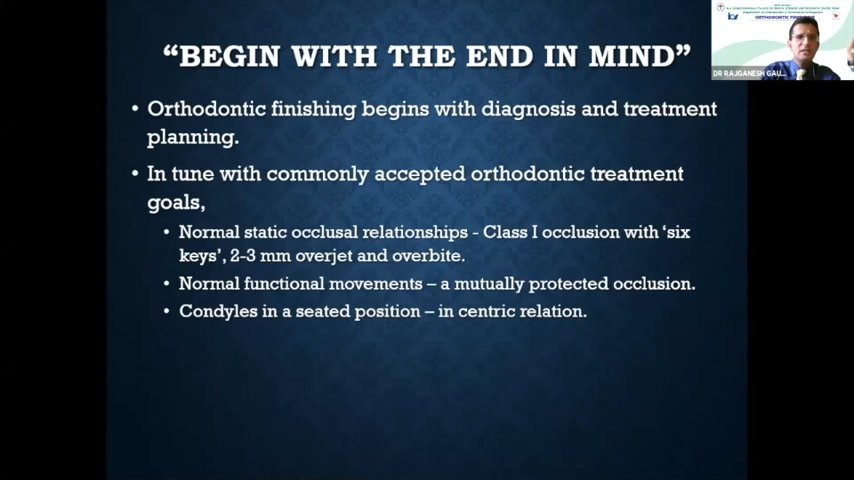 “BEGIN WITH THE END IN MIND”
• Orthodontic finishing begins with diagnosis and treatment
planning.
• In tune with commonly accepted orthodontic treatment
goals,
• Normal static occlusal relationships - Class I occlusion with ‘six
keys’, 2-3 mm overjet and overbite.
• Normal functional movements – a mutually protected occlusion.
• Condyles in a seated position – in centric relation.
DR RAJGANESH GAU...